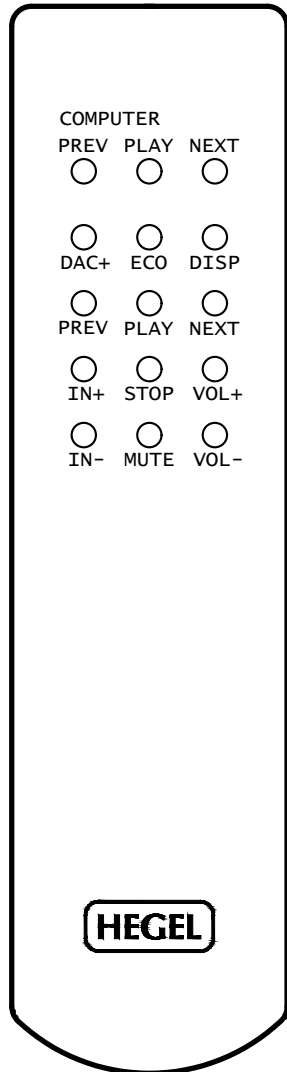 COMPUTER
PREV PLAY NEXT
DAC+ ECO DISP
PREV PLAY NEXT
IN+ STOP VOL+
IN- MUTE VOL-
HEGEL